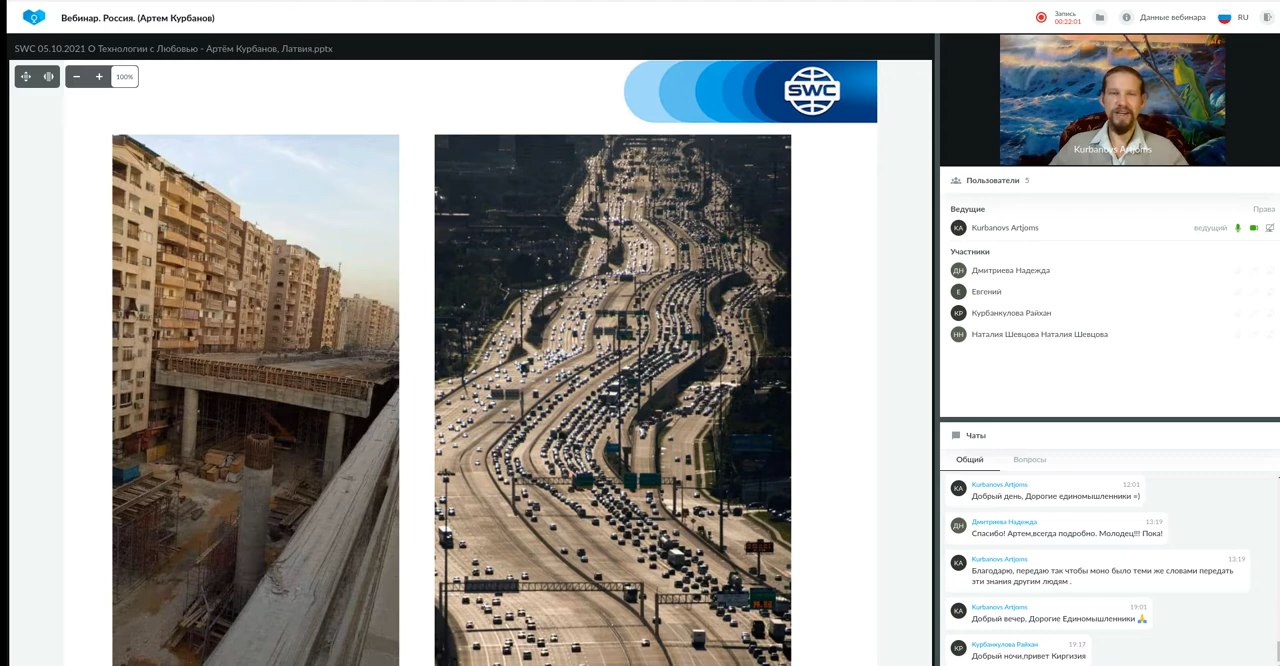 Вебинар. Россия. (Артем Курбанов)
Запись
00:22:01
Данные вебинара
RU
SWC 05.10.2021 О Технологии с Любовью - Артём Курбанов, Латвия.pptx
100%
SWC
Kurbanovs Artjoms
Пользователи 5
Ведущие
Права
KA Kurbanovs Artjoms
ведущий
Участники
ДН Дмитриева Надежда
Е Евгений
КР Курбанкулова Райхан
НН Наталия Шевцова Наталия Шевцова
Чаты
Общий
Вопросы
KA Kurbanovs Artjoms 12:01
Добрый день, Дорогие единомышленники =)
ДН Дмитриева Надежда 13:19
Спасибо! Артем,всегда подробно. Молодец!!! Пока!
KA Kurbanovs Artjoms 13:19
Благодарю, передаю так чтобы моно было теми же словами передать
эти знания другим людям .
KA Kurbanovs Artjoms 19:01
Добрый вечер, Дорогие Единомышленники 🙏
КР Курбанкулова Райхан 19:17
Добрый ночи,привет Киргизия